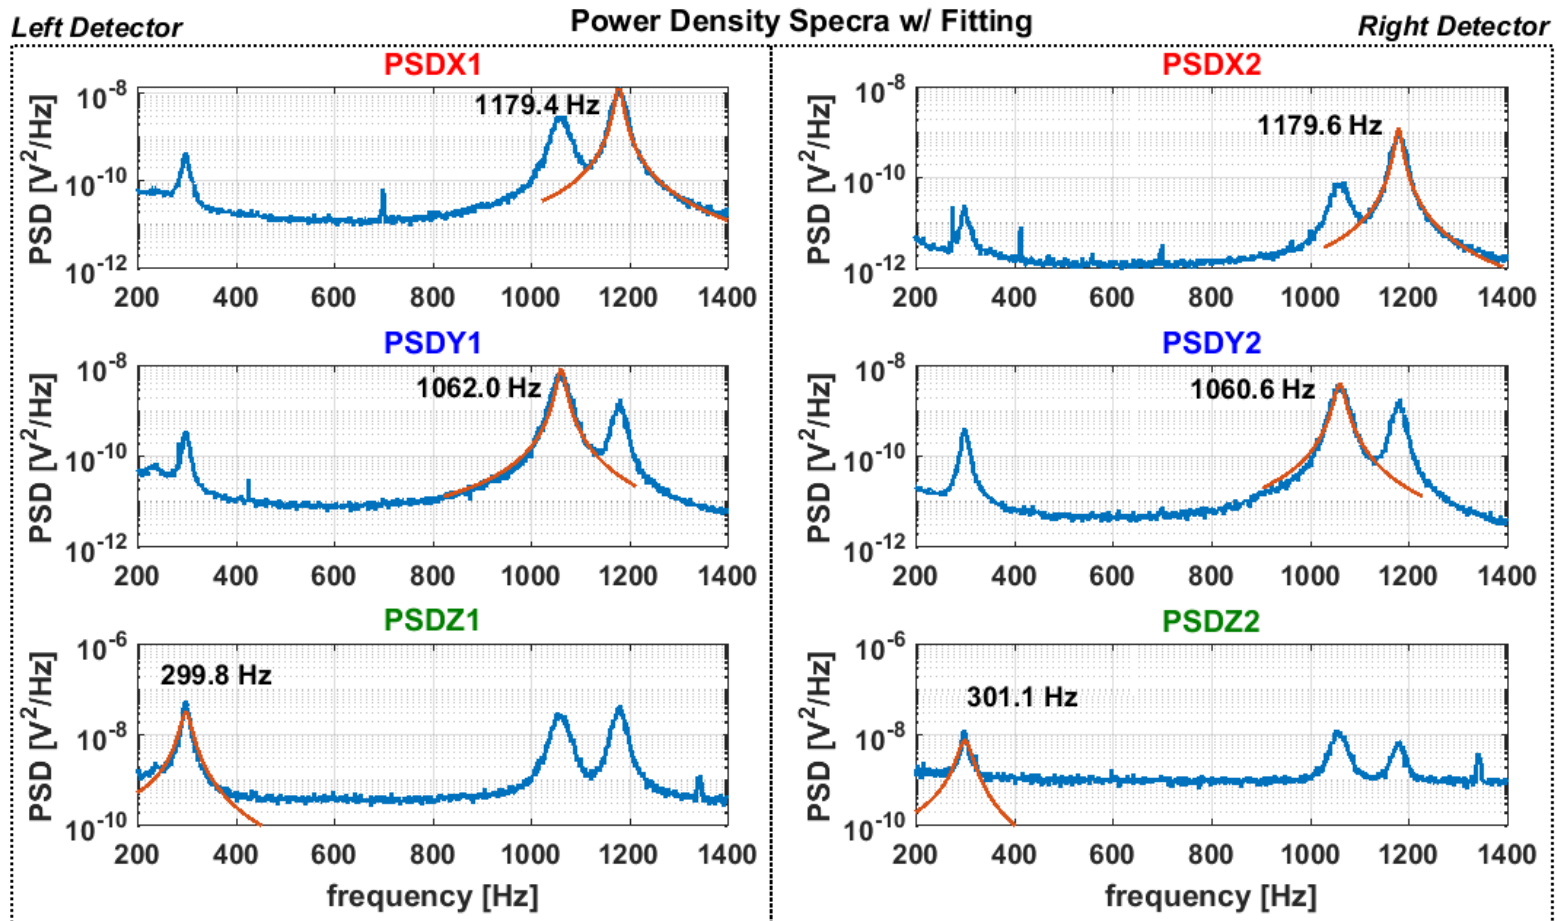 Left Detector
Power Density Specra w/ Fitting
Right Detector
PSDX1
PSD [V²/Hz]
10⁻⁸
10⁻¹⁰
10⁻¹²
1179.4 Hz
200 400 600 800 1000 1200 1400
PSDX2
PSD [V²/Hz]
10⁻⁸
10⁻¹⁰
10⁻¹²
1179.6 Hz
200 400 600 800 1000 1200 1400
PSDY1
PSD [V²/Hz]
10⁻⁸
10⁻¹⁰
10⁻¹²
1062.0 Hz
200 400 600 800 1000 1200 1400
PSDY2
PSD [V²/Hz]
10⁻⁸
10⁻¹⁰
10⁻¹²
1060.6 Hz
200 400 600 800 1000 1200 1400
PSDZ1
PSD [V²/Hz]
10⁻⁶
10⁻⁸
10⁻¹⁰
299.8 Hz
200 400 600 800 1000 1200 1400
frequency [Hz]
PSDZ2
PSD [V²/Hz]
10⁻⁶
10⁻⁸
10⁻¹⁰
301.1 Hz
200 400 600 800 1000 1200 1400
frequency [Hz]